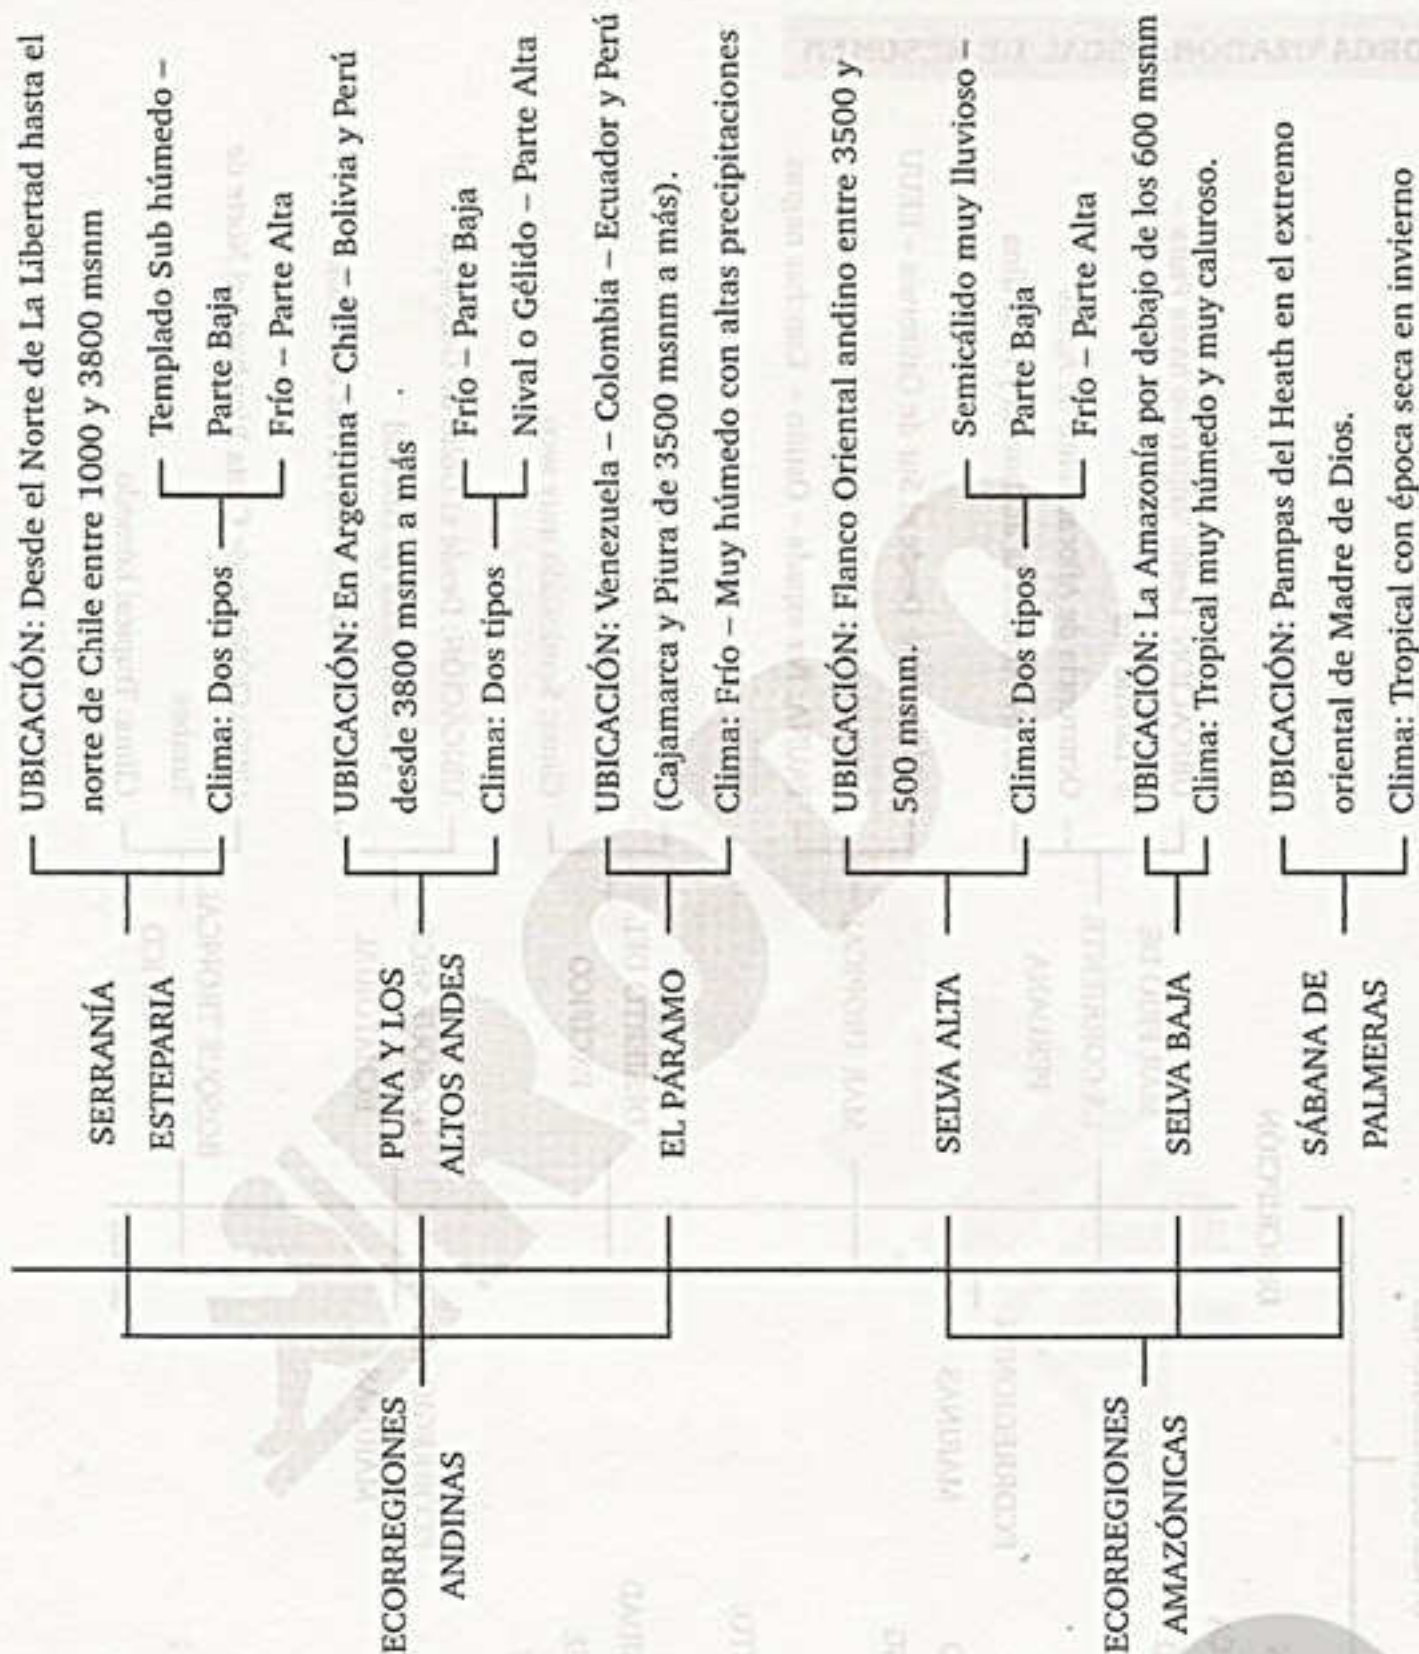 ECORREGIONES
ANDINAS
SERRANÍA
ESTEPARIA
UBICACIÓN: Desde el Norte de La Libertad hasta el
norte de Chile entre 1000 y 3800 msnm
Clima: Dos tipos
Templado Sub húmedo –
Parte Baja
Frío – Parte Alta
PUNA Y LOS
ALTOS ANDES
UBICACIÓN: En Argentina – Chile – Bolivia y Perú
desde 3800 msnm a más
Clima: Dos tipos
Frío – Parte Baja
Nival o Gélido – Parte Alta
EL PÁRAMO
UBICACIÓN: Venezuela – Colombia – Ecuador y Perú
(Cajamarca y Piura de 3500 msnm a más).
Clima: Frío – Muy húmedo con altas precipitaciones
ECORREGIONES
AMAZÓNICAS
SELVA ALTA
UBICACIÓN: Flanco Oriental andino entre 3500 y
500 msnm.
Clima: Dos tipos
Semicálido muy lluvioso –
Parte Baja
Frío – Parte Alta
SELVA BAJA
UBICACIÓN: La Amazonía por debajo de los 600 msnm
Clima: Tropical muy húmedo y muy caluroso.
SÁBANA DE
PALMERAS
UBICACIÓN: Pampas del Heath en el extremo
oriental de Madre de Dios.
Clima: Tropical con época seca en invierno